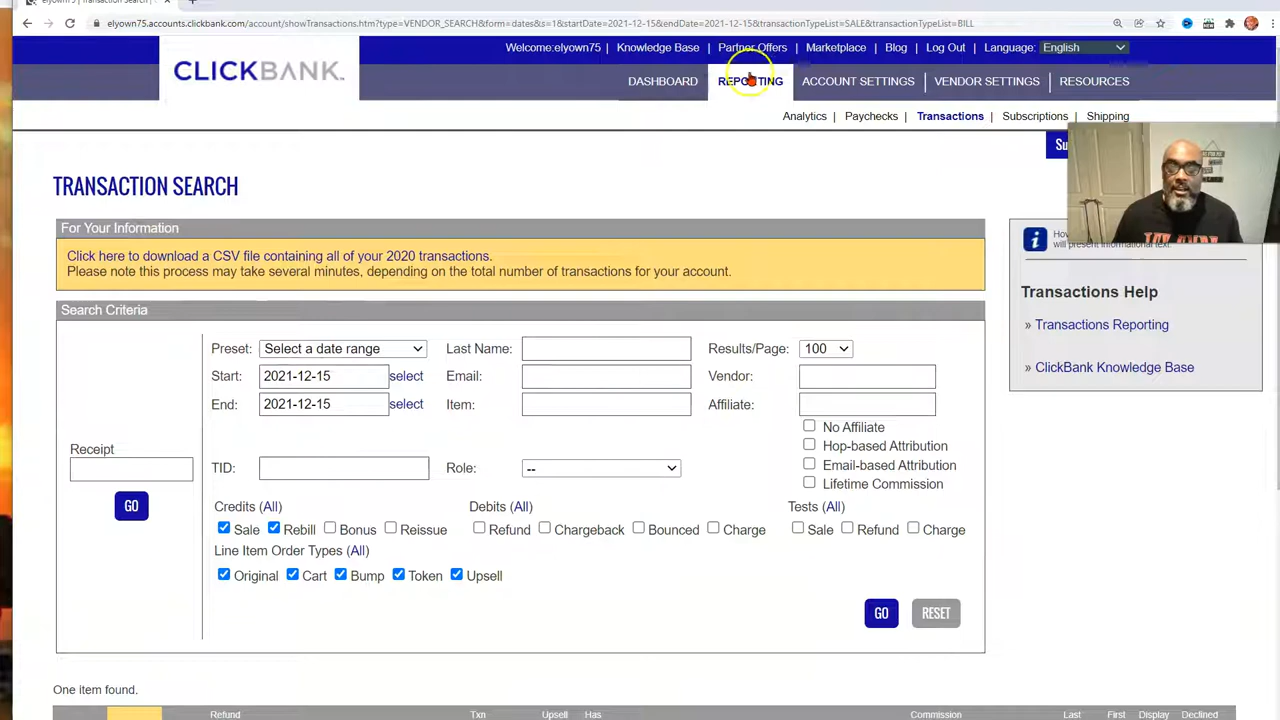 elyown75 | Transaction Search |
elyown75.accounts.clickbank.com/account/showTransactions.htm?type=VENDOR_SEARCH&form=dates&s=1&startDate=2021-12-15&endDate=2021-12-15&transactionTypeList=SALE&transactionTypeList=BILL
Welcome:elyown75 | Knowledge Base | Partner Offers | Marketplace | Blog | Log Out | Language: English
CLICKBANK
DASHBOARD REPORTING ACCOUNT SETTINGS | VENDOR SETTINGS | RESOURCES
Analytics | Paychecks | Transactions | Subscriptions | Shipping
Su
TRANSACTION SEARCH
For Your Information
Click here to download a CSV file containing all of your 2020 transactions.
Please note this process may take several minutes, depending on the total number of transactions for your account.
will present informational text.
Transactions Help
» Transactions Reporting
» ClickBank Knowledge Base
Search Criteria
Preset: Select a date range Last Name: Results/Page: 100
Start: 2021-12-15 select Email: Vendor:
End: 2021-12-15 select Item: Affiliate:
No Affiliate
Hop-based Attribution
Receipt
TID: Role: -- Email-based Attribution
Lifetime Commission
GO
Credits (All) Debits (All) Tests (All)
Sale Rebill Bonus Reissue Refund Chargeback Bounced Charge Sale Refund Charge
Line Item Order Types (All)
Original Cart Bump Token Upsell
GO RESET
One item found.
Refund Txn Upsell Has Commission Last First Display Declined